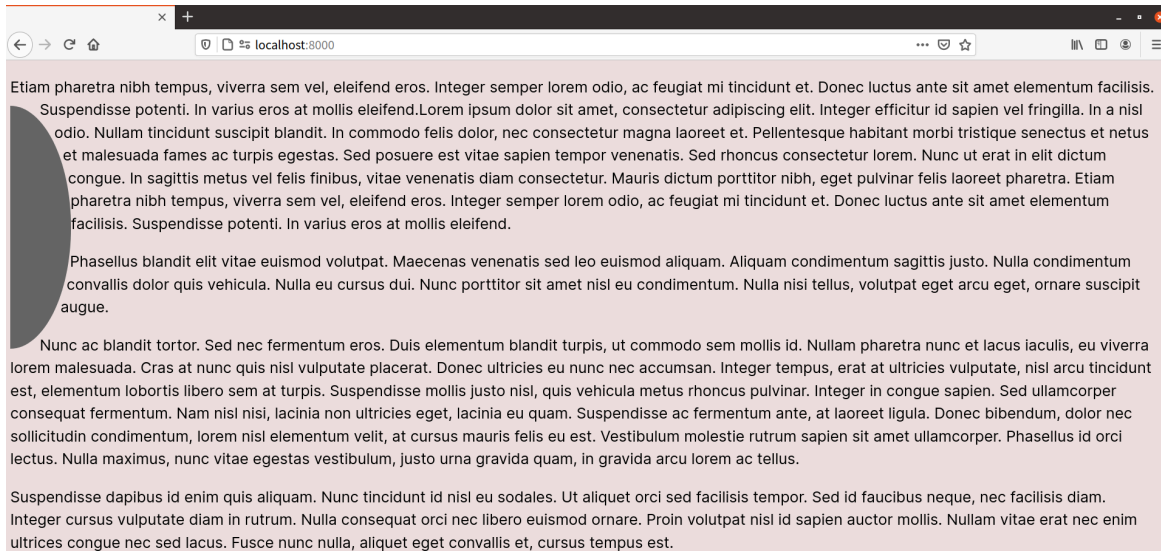 localhost:8000
Etiam pharetra nibh tempus, viverra sem vel, eleifend eros. Integer semper lorem odio, ac feugiat mi tincidunt et. Donec luctus ante sit amet elementum facilisis.
Suspendisse potenti. In varius eros at mollis eleifend.Lorem ipsum dolor sit amet, consectetur adipiscing elit. Integer efficitur id sapien vel fringilla. In a nisl
odio. Nullam tincidunt suscipit blandit. In commodo felis dolor, nec consectetur magna laoreet et. Pellentesque habitant morbi tristique senectus et netus
et malesuada fames ac turpis egestas. Sed posuere est vitae sapien tempor venenatis. Sed rhoncus consectetur lorem. Nunc ut erat in elit dictum
congue. In sagittis metus vel felis finibus, vitae venenatis diam consectetur. Mauris dictum porttitor nibh, eget pulvinar felis laoreet pharetra. Etiam
pharetra nibh tempus, viverra sem vel, eleifend eros. Integer semper lorem odio, ac feugiat mi tincidunt et. Donec luctus ante sit amet elementum
facilisis. Suspendisse potenti. In varius eros at mollis eleifend.
Phasellus blandit elit vitae euismod volutpat. Maecenas venenatis sed leo euismod aliquam. Aliquam condimentum sagittis justo. Nulla condimentum
convallis dolor quis vehicula. Nulla eu cursus dui. Nunc porttitor sit amet nisl eu condimentum. Nulla nisi tellus, volutpat eget arcu eget, ornare suscipit
augue.
Nunc ac blandit tortor. Sed nec fermentum eros. Duis elementum blandit turpis, ut commodo sem mollis id. Nullam pharetra nunc et lacus iaculis, eu viverra
lorem malesuada. Cras at nunc quis nisl vulputate placerat. Donec ultricies eu nunc nec accumsan. Integer tempus, erat at ultricies vulputate, nisl arcu tincidunt
est, elementum lobortis libero sem at turpis. Suspendisse mollis justo nisl, quis vehicula metus rhoncus pulvinar. Integer in congue sapien. Sed ullamcorper
consequat fermentum. Nam nisl nisi, lacinia non ultricies eget, lacinia eu quam. Suspendisse ac fermentum ante, at laoreet ligula. Donec bibendum, dolor nec
sollicitudin condimentum, lorem nisl elementum velit, at cursus mauris felis eu est. Vestibulum molestie rutrum sapien sit amet ullamcorper. Phasellus id orci
lectus. Nulla maximus, nunc vitae egestas vestibulum, justo urna gravida quam, in gravida arcu lorem ac tellus.
Suspendisse dapibus id enim quis aliquam. Nunc tincidunt id nisl eu sodales. Ut aliquet orci sed facilisis tempor. Sed id faucibus neque, nec facilisis diam.
Integer cursus vulputate diam in rutrum. Nulla consequat orci nec libero euismod ornare. Proin volutpat nisl id sapien auctor mollis. Nullam vitae erat nec enim
ultrices congue nec sed lacus. Fusce nunc nulla, aliquet eget convallis et, cursus tempus est.